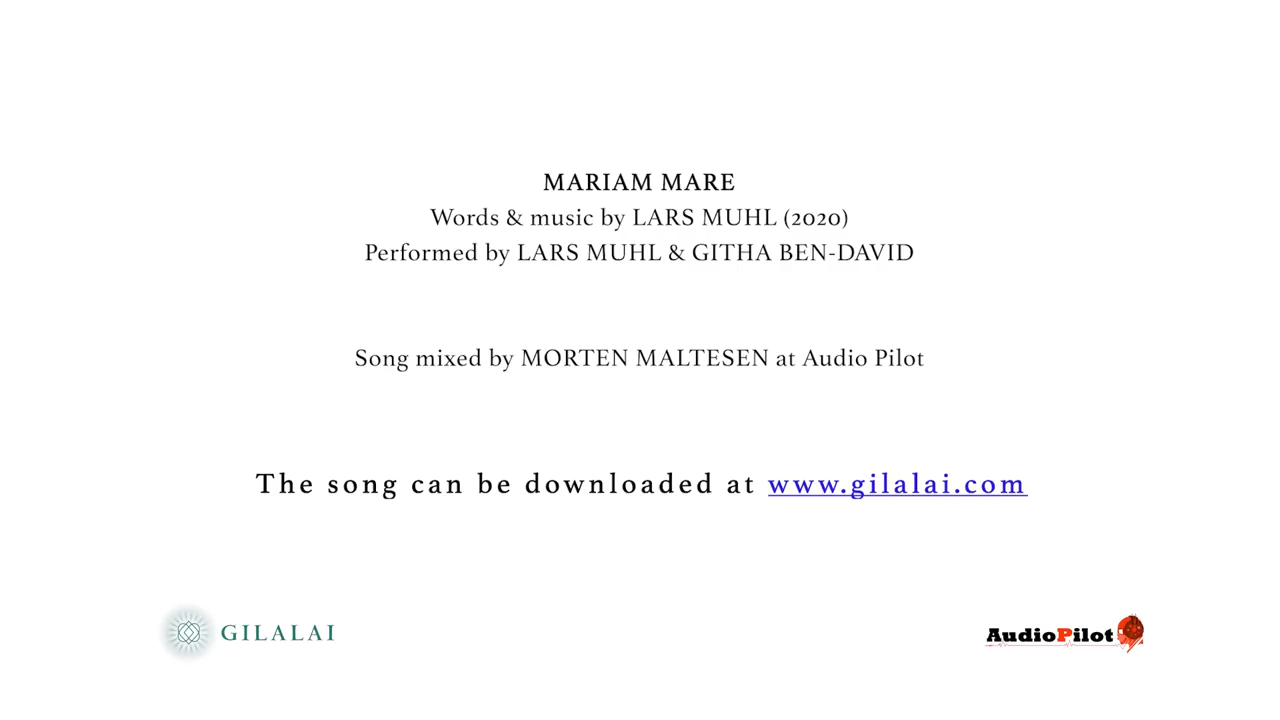 MARIAM MARE
Words & music by LARS MUHL (2020)
Performed by LARS MUHL & GITHA BEN-DAVID
Song mixed by MORTEN MALTESEN at Audio Pilot
The song can be downloaded at www.gilalai.com
GILALAI
AudioPilot